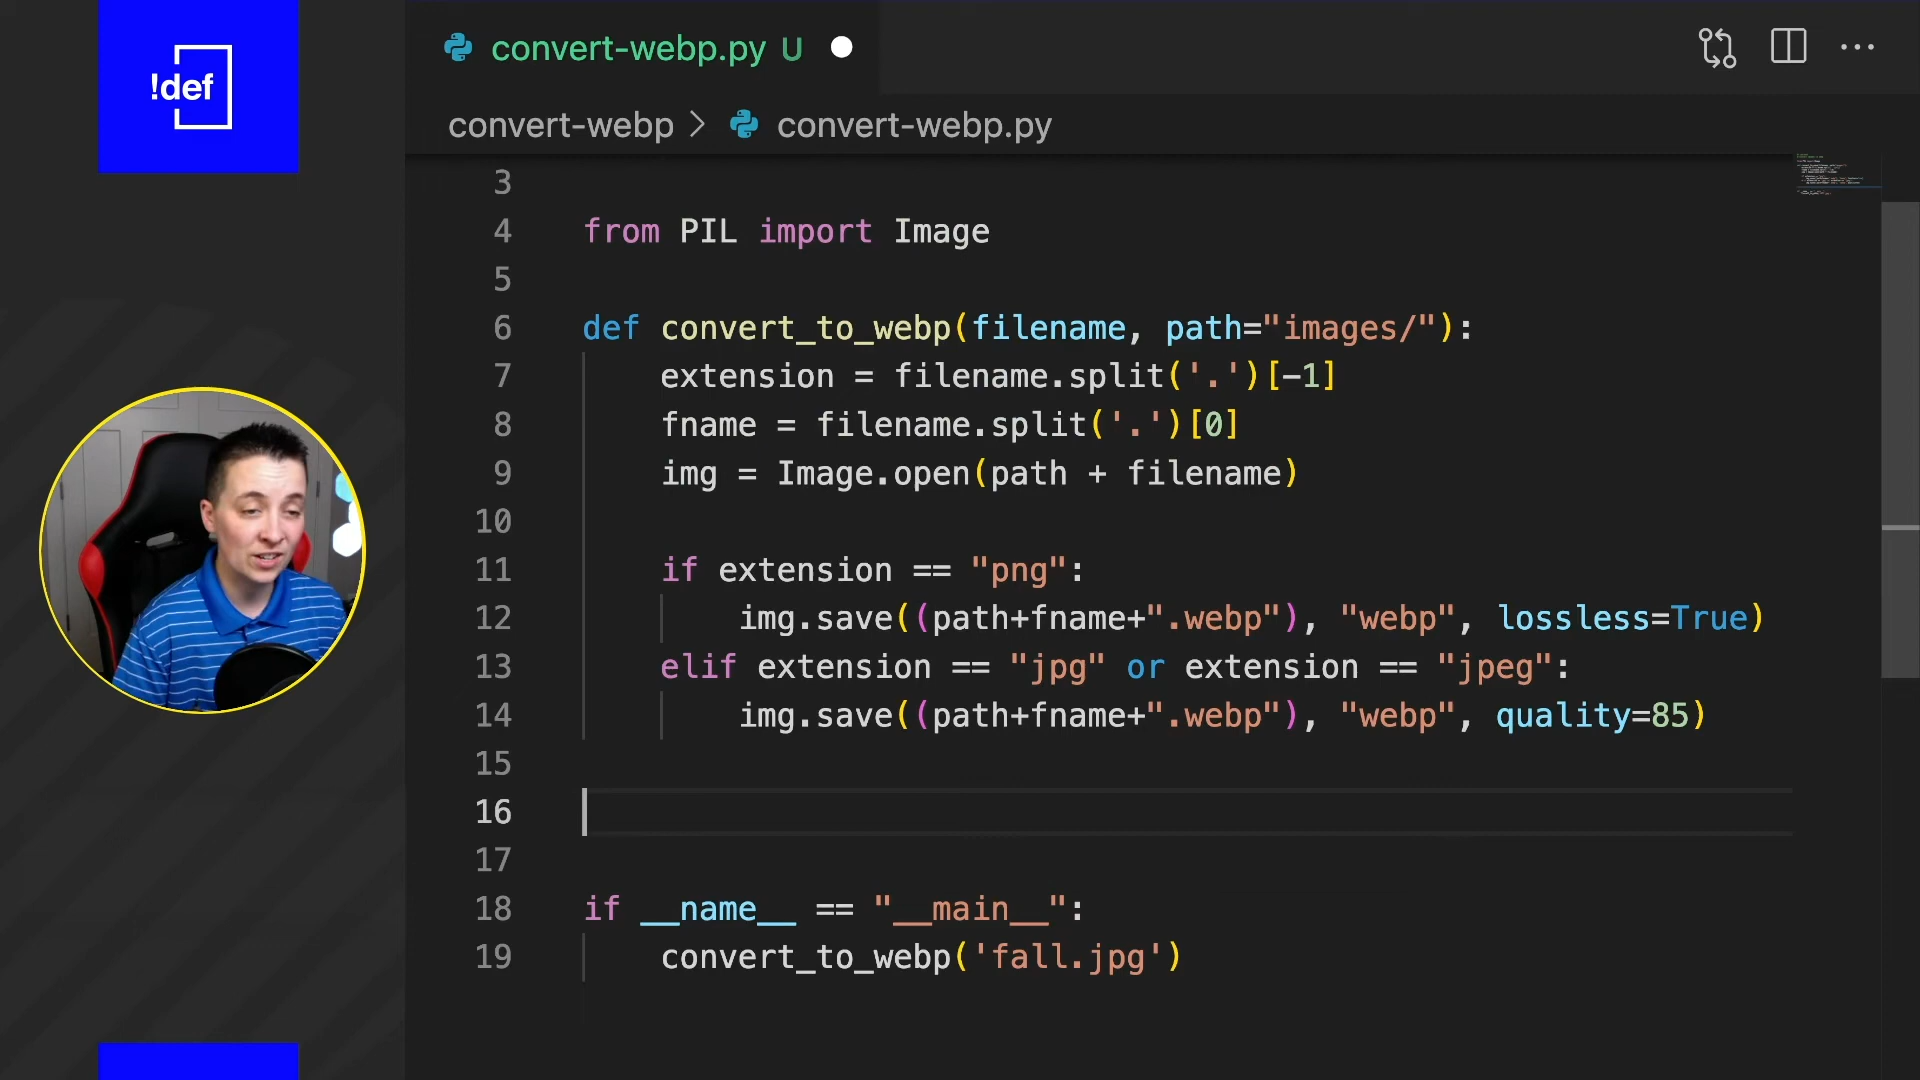 !def
convert-webp.py U
convert-webp > convert-webp.py
3
4 from PIL import Image
5
6 def convert_to_webp(filename, path="images/"):
7 extension = filename.split('.')[-1]
8 fname = filename.split('.')[0]
9 img = Image.open(path + filename)
10
11 if extension == "png":
12 img.save((path+fname+".webp"), "webp", lossless=True)
13 elif extension == "jpg" or extension == "jpeg":
14 img.save((path+fname+".webp"), "webp", quality=85)
15
16
17
18 if __name__ == "__main__":
19 convert_to_webp('fall.jpg')